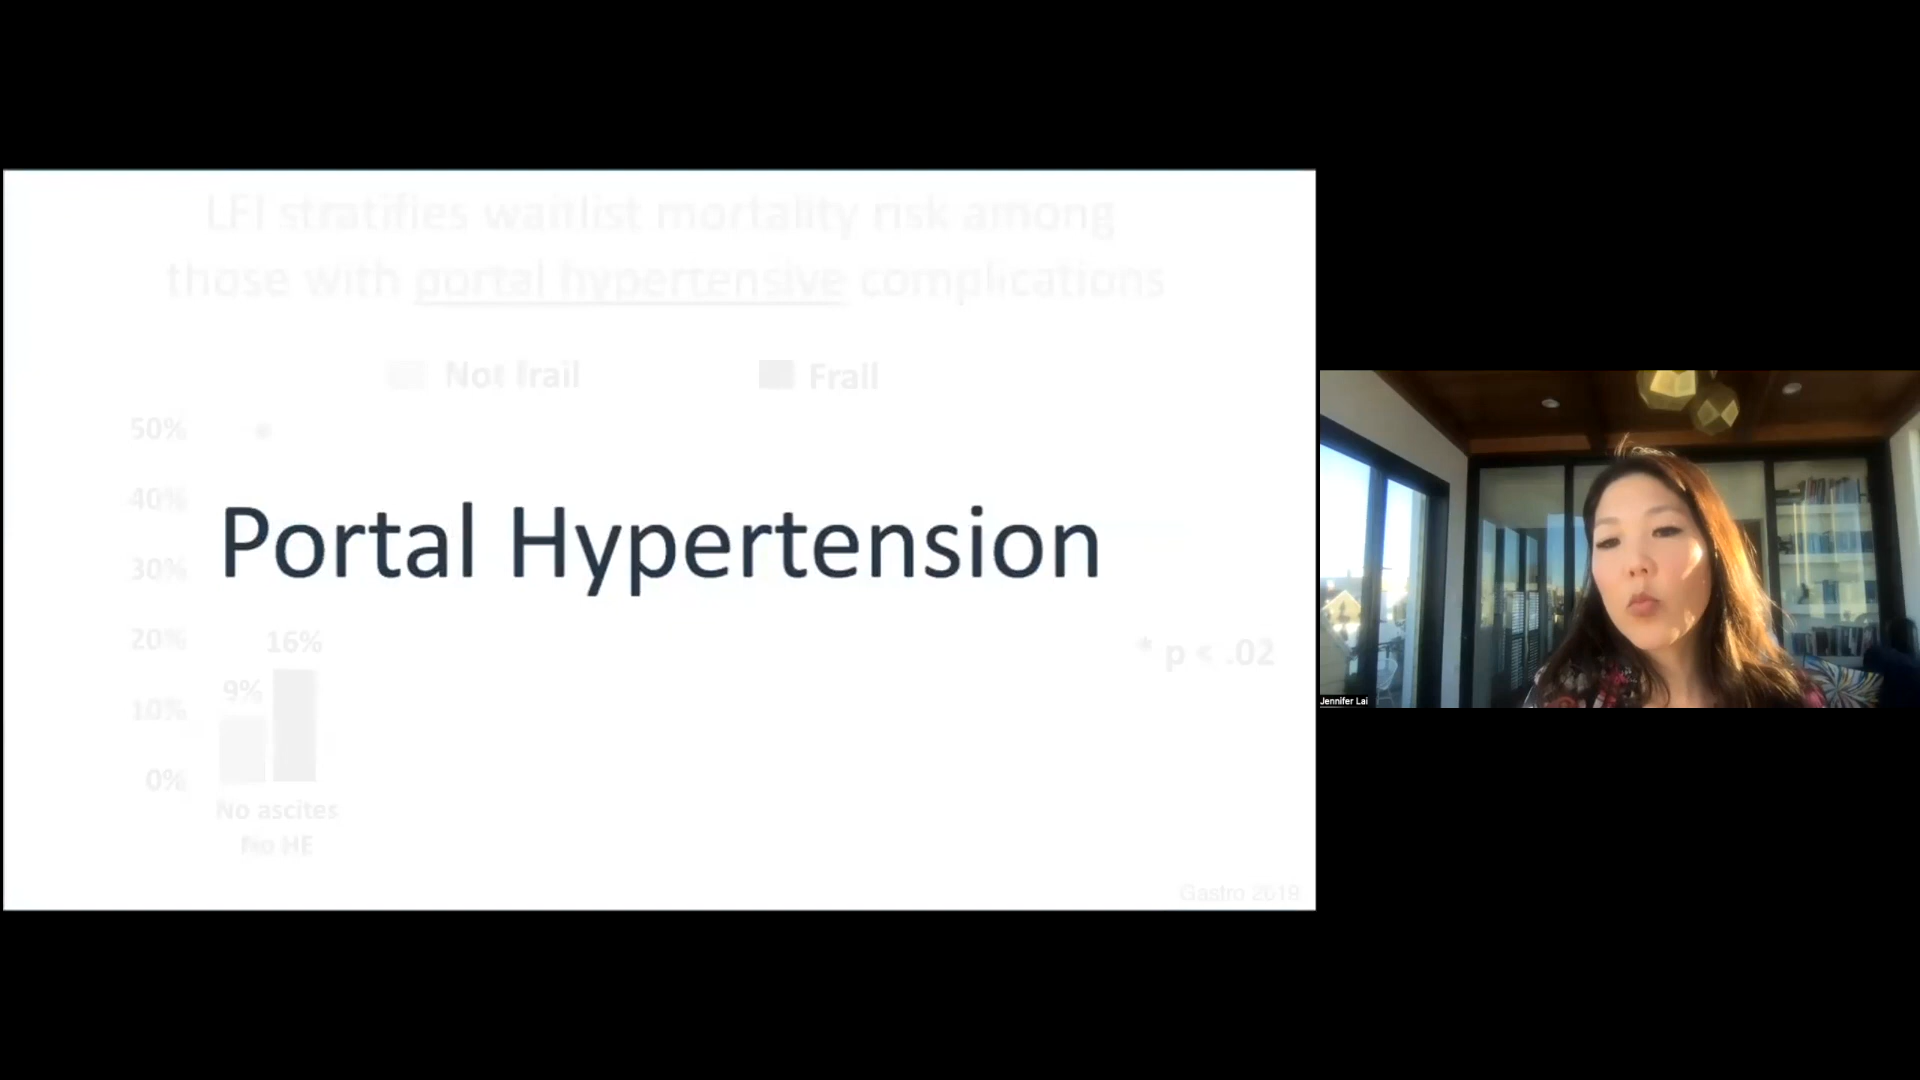 LFI stratifies waitlist mortality risk among
those with portal hypertensive complications
Not frail
Frail
50%
40%
Portal Hypertension
30%
20%
16%
* p < .02
9%
10%
0%
No ascites
No HE
Gastro 2019
Jennifer Lai